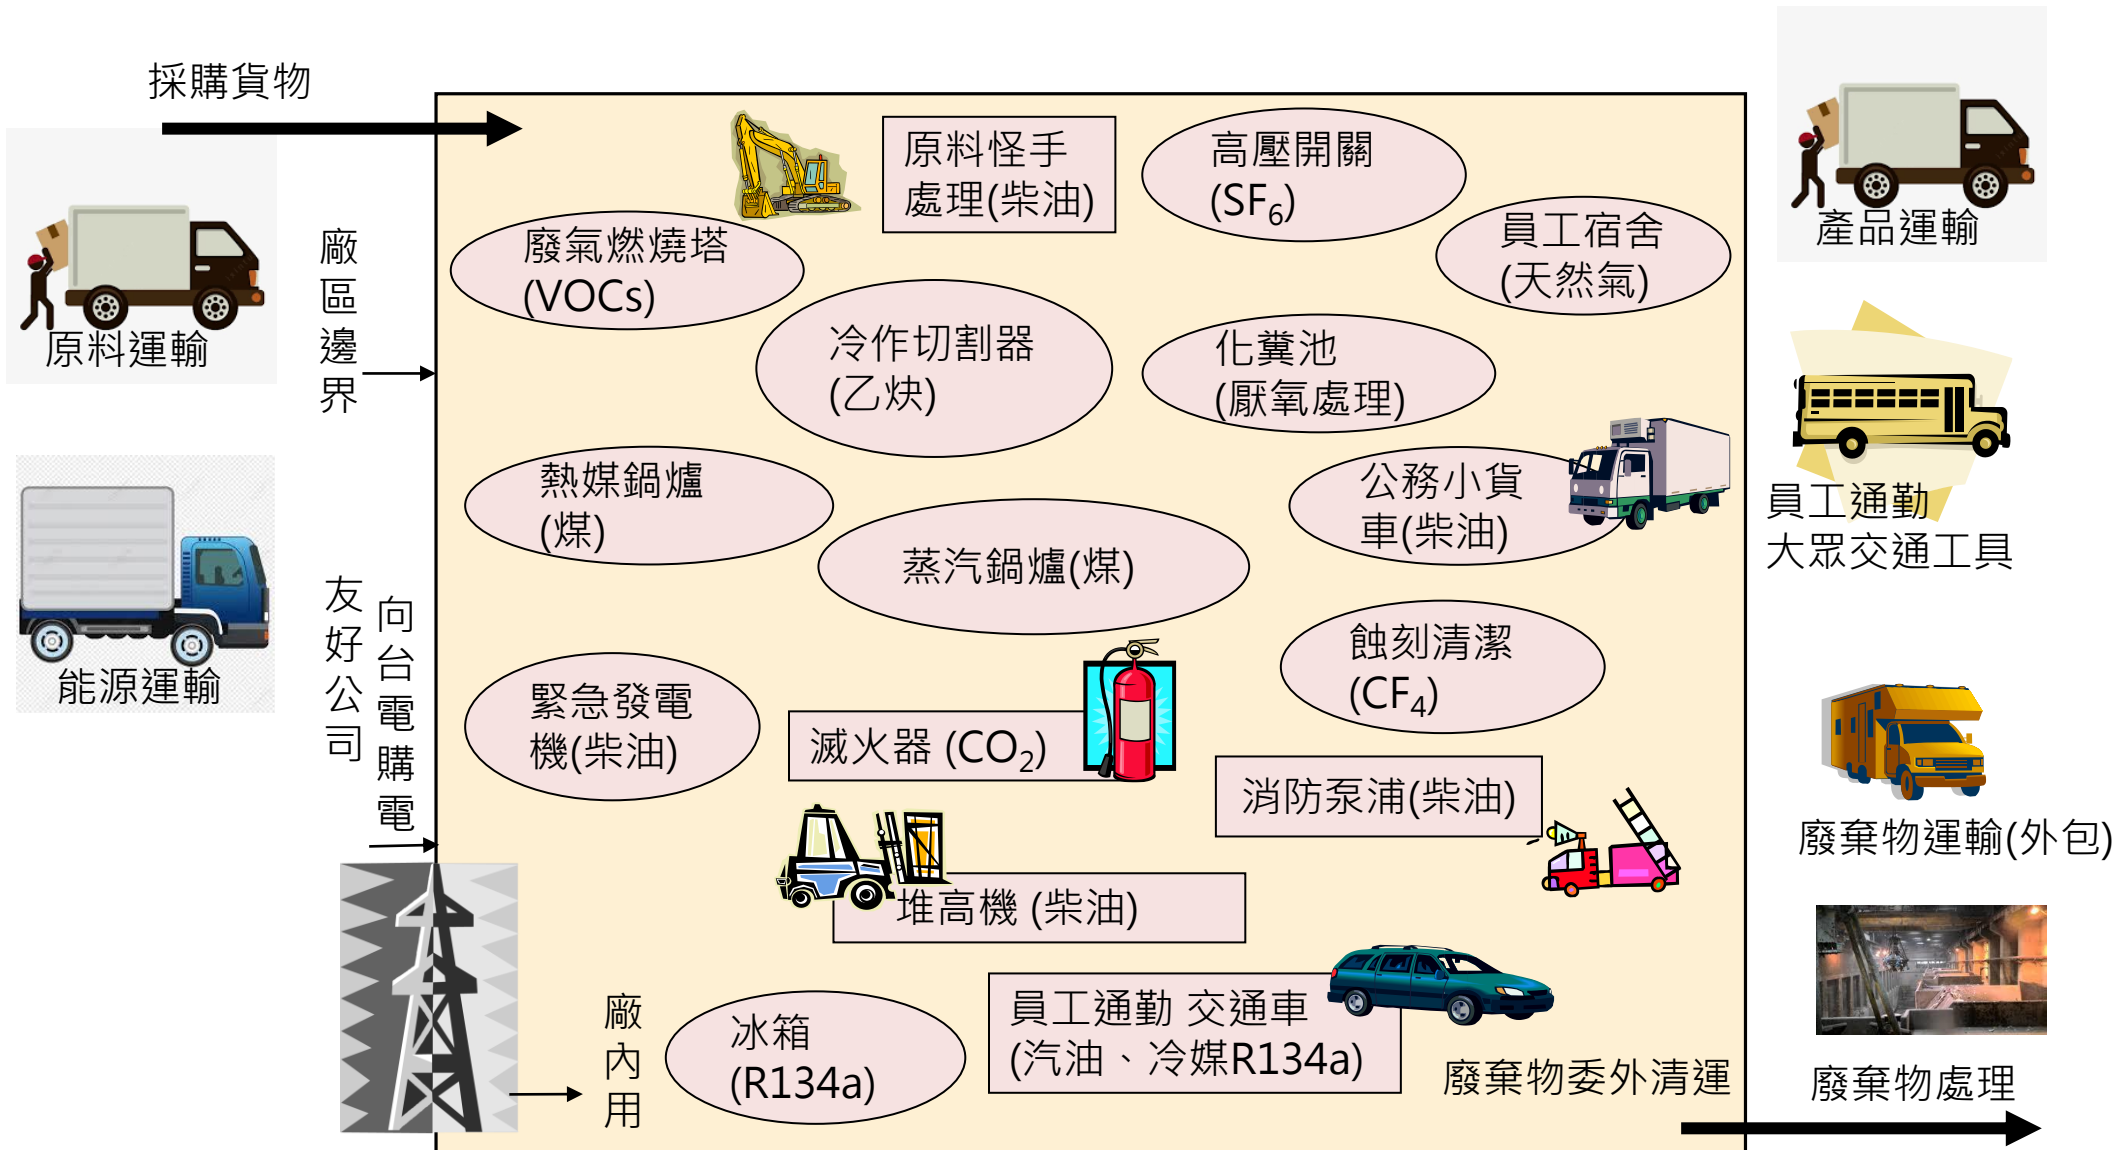 採購貨物
原料運輸
能源運輸
廠區邊界
友好公司
向台電購電
原料怪手
處理(柴油)
高壓開關
(SF₆)
廢氣燃燒塔
(VOCs)
員工宿舍
(天然氣)
冷作切割器
(乙炔)
化糞池
(厭氧處理)
熱媒鍋爐
(煤)
蒸汽鍋爐(煤)
公務小貨
車(柴油)
緊急發電
機(柴油)
滅火器 (CO₂)
蝕刻清潔
(CF₄)
消防泵浦(柴油)
堆高機 (柴油)
廠內用
冰箱
(R134a)
員工通勤 交通車
(汽油、冷媒R134a)
廢棄物委外清運
產品運輸
員工通勤
大眾交通工具
廢棄物運輸(外包)
廢棄物處理